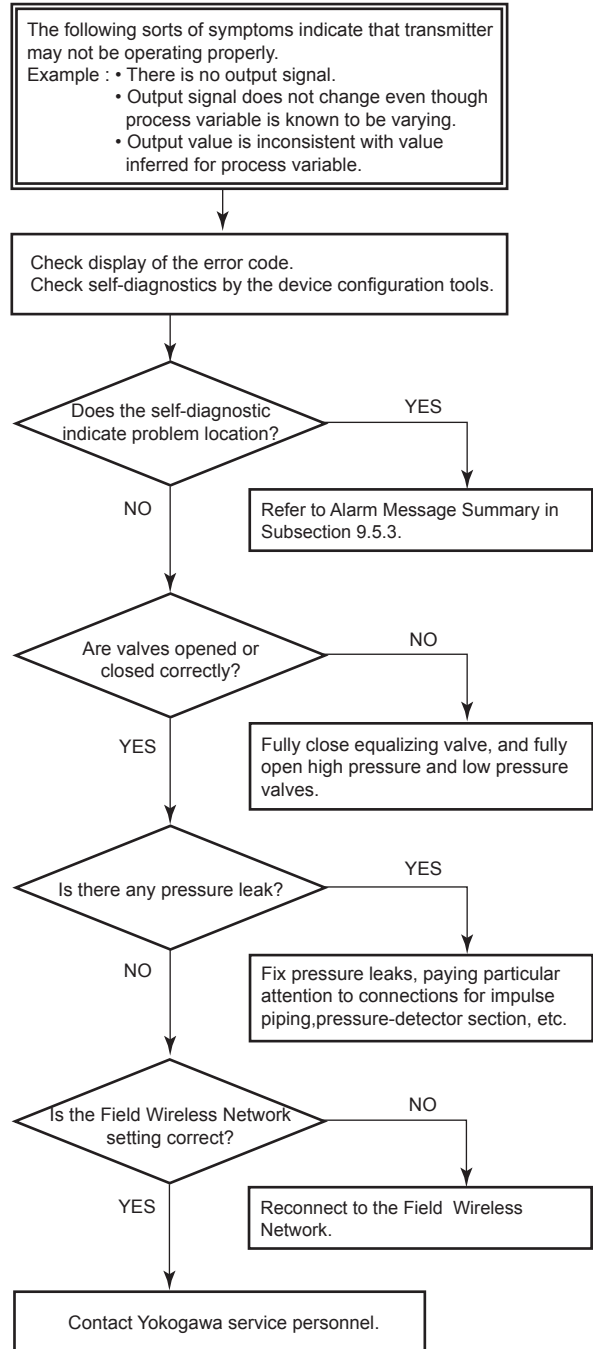 The following sorts of symptoms indicate that transmitter
may not be operating properly.
Example : • There is no output signal.
• Output signal does not change even though
process variable is known to be varying.
• Output value is inconsistent with value
inferred for process variable.
Check display of the error code.
Check self-diagnostics by the device configuration tools.
Does the self-diagnostic
indicate problem location?
YES
NO
Refer to Alarm Message Summary in
Subsection 9.5.3.
Are valves opened or
closed correctly?
NO
YES
Fully close equalizing valve, and fully
open high pressure and low pressure
valves.
Is there any pressure leak?
YES
NO
Fix pressure leaks, paying particular
attention to connections for impulse
piping,pressure-detector section, etc.
Is the Field Wireless Network
setting correct?
NO
YES
Reconnect to the Field Wireless
Network.
Contact Yokogawa service personnel.